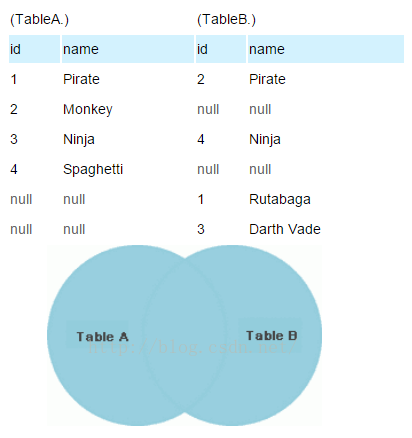 (TableA.) (TableB.)
id name id name
1 Pirate 2 Pirate
2 Monkey null null
3 Ninja 4 Ninja
4 Spaghetti null null
null null 1 Rutabaga
null null 3 Darth Vade
Table A Table B